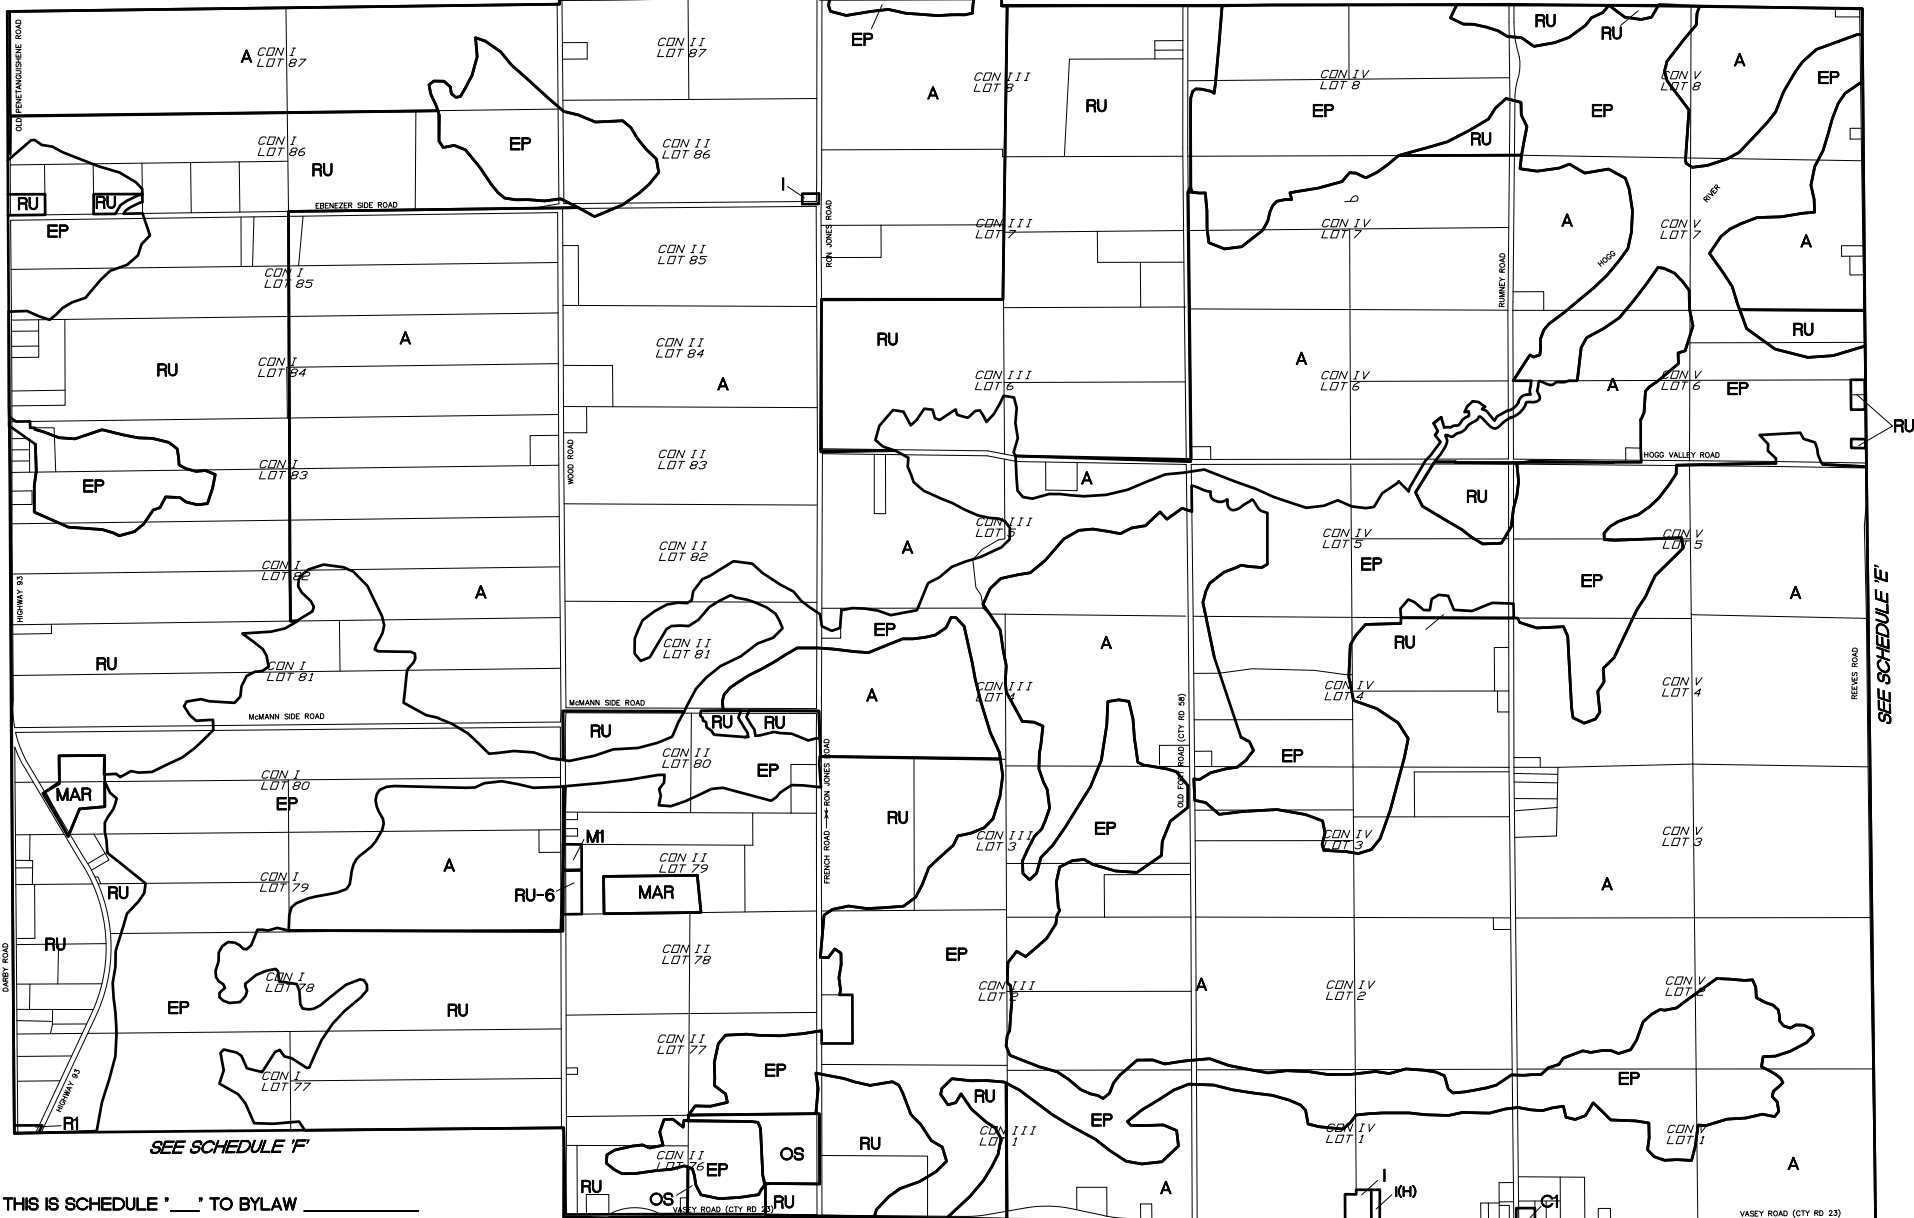 OLD PENETANGUISHENE ROAD
A
CON I
LOT 87
CON II
LOT 87
EP
A
CON III
LOT 8
RU
CON IV
LOT 8
EP
RU
RU
RU
EP
CON V
LOT 8
A
EP
CON I
LOT 86
RU
EP
CON II
LOT 86
I
RU
RU
EBENEZER SIDE ROAD
EP
RON JONES ROAD
CON III
LOT 7
CON IV
LOT 7
A
HOGG
RIVER
CON V
LOT 7
A
CON I
LOT 85
CON II
LOT 85
RUMNEY ROAD
RU
A
RU
CON I
LOT 84
CON II
LOT 84
A
RU
CON III
LOT 6
A
CON IV
LOT 6
A
CON V
LOT 6
EP
RU
EP
CON I
LOT 83
WOOD ROAD
CON II
LOT 83
A
HOGG VALLEY ROAD
RU
HIGHWAY 93
CON I
LOT 82
A
CON II
LOT 82
A
CON III
LOT 5
CON IV
LOT 5
EP
EP
CON V
LOT 5
A
SEE SCHEDULE 'E'
RU
CON I
LOT 81
CON II
LOT 81
EP
A
CON III
LOT 4
A
CON IV
LOT 4
RU
CON V
LOT 4
REEVES ROAD
McMANN SIDE ROAD
McMANN SIDE ROAD
RU
RU
RU
OLD FORT ROAD (CTY RD 58)
MAR
CON I
LOT 80
EP
CON II
LOT 80
EP
FRENCH ROAD
RON JONES ROAD
RU
EP
EP
CON III
LOT 3
CON IV
LOT 3
CON V
LOT 3
A
RU
CON I
LOT 79
A
M1
RU-6
CON II
LOT 79
MAR
DARBY ROAD
RU
EP
CON I
LOT 78
RU
CON II
LOT 78
EP
CON III
LOT 2
A
CON IV
LOT 2
CON V
LOT 2
HIGHWAY 93
R1
CON I
LOT 77
CON II
LOT 77
EP
RU
EP
EP
RU
CON III
LOT 1
CON IV
LOT 1
CON V
LOT 1
SEE SCHEDULE 'F'
CON II
LOT 76
EP
OS
RU
OS
RU
A
I
I(H)
C1
A
THIS IS SCHEDULE "___" TO BYLAW ______________
VASEY ROAD (CTY RD 23)
VASEY ROAD (CTY RD 23)